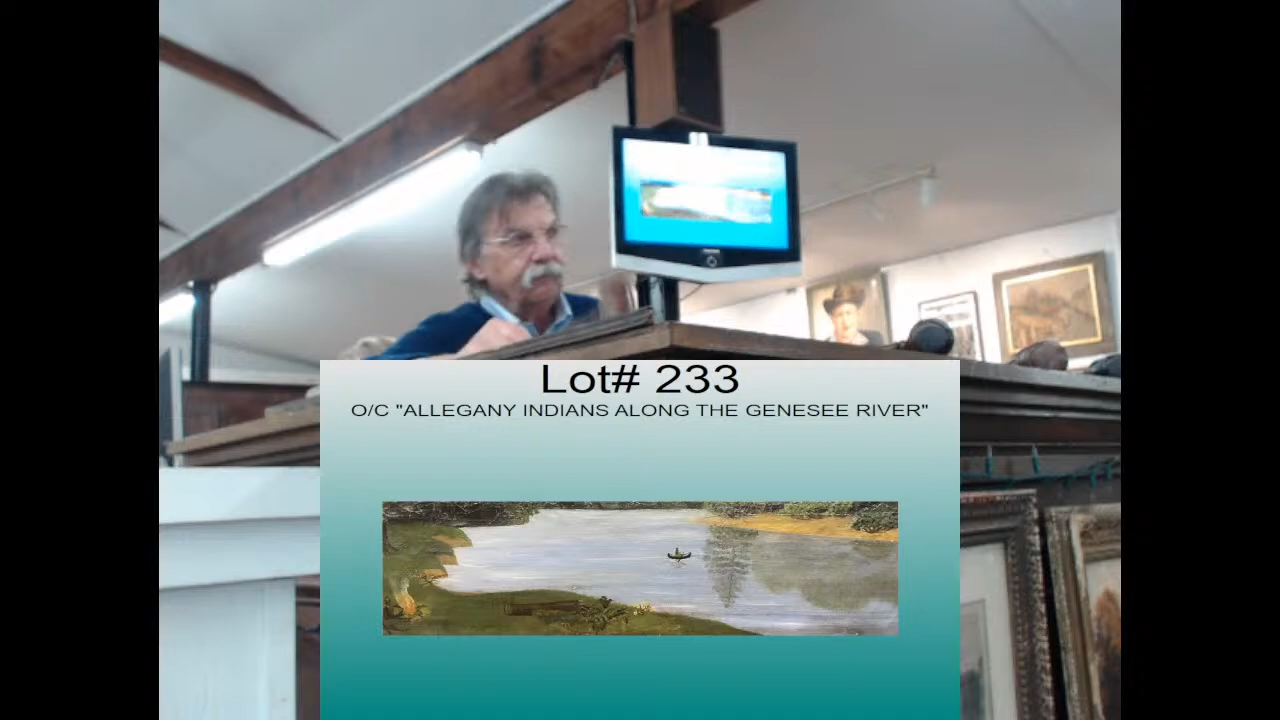 Lot# 233
O/C "ALLEGANY INDIANS ALONG THE GENESEE RIVER"